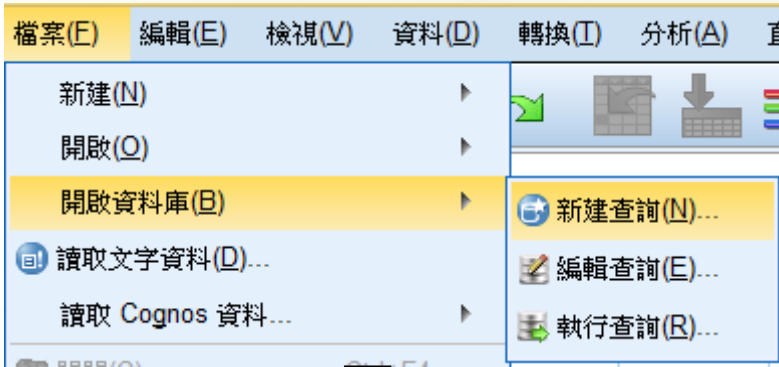 檔案(F) 編輯(E) 檢視(V) 資料(D) 轉換(T) 分析(A)
新建(N)
開啟(O)
開啟資料庫(B)
新建查詢(N)...
讀取文字資料(D)...
編輯查詢(E)...
讀取 Cognos 資料...
執行查詢(R)...